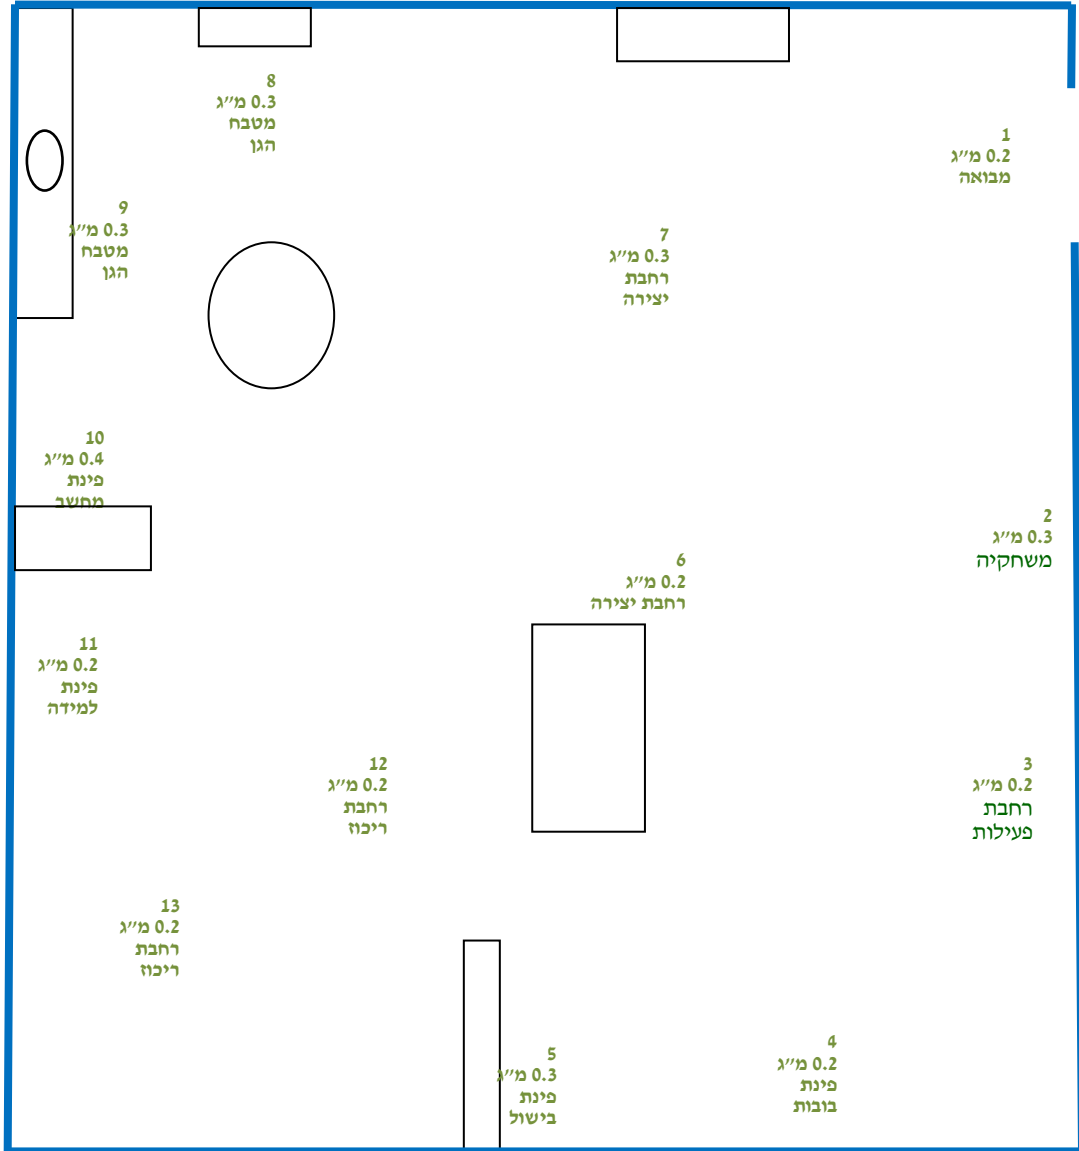 1
0.2 מ״ג
מבואה
2
0.3 מ״ג
משחקיה
3
0.2 מ״ג
רחבת
פעילות
4
0.2 מ״ג
פינת
בובות
5
0.3 מ״ג
פינת
בישול
6
0.2 מ״ג
רחבת יצירה
7
0.3 מ״ג
רחבת
יצירה
8
0.3 מ״ג
מטבח
הגן
9
0.3 מ״ג
מטבח
הגן
10
0.4 מ״ג
פינת
מחשב
11
0.2 מ״ג
פינת
למידה
12
0.2 מ״ג
רחבת
ריכוז
13
0.2 מ״ג
רחבת
ריכוז